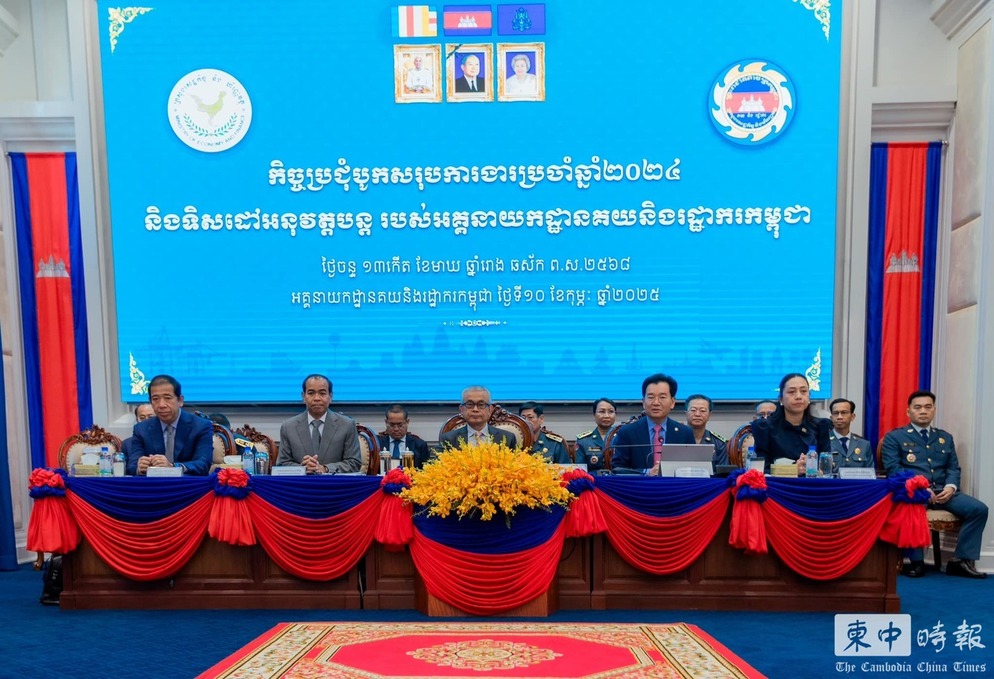 MINISTRY OF ECONOMY AND FINANCE
កិច្ចប្រជុំបូកសរុបការងារប្រចាំឆ្នាំ២០២៤
និងទិសដៅអនុវត្តបន្ត របស់អគ្គនាយកដ្ឋានគយនិងរដ្ឋាករកម្ពុជា
ថ្ងៃចន្ទ ១៣កើត ខែមាឃ ឆ្នាំរោង ឆស័ក ព.ស.២៥៦៨
អគ្គនាយកដ្ឋានគយនិងរដ្ឋាករកម្ពុជា ថ្ងៃទី១០ ខែកុម្ភៈ ឆ្នាំ២០២៥
柬中時報
The Cambodia China Times